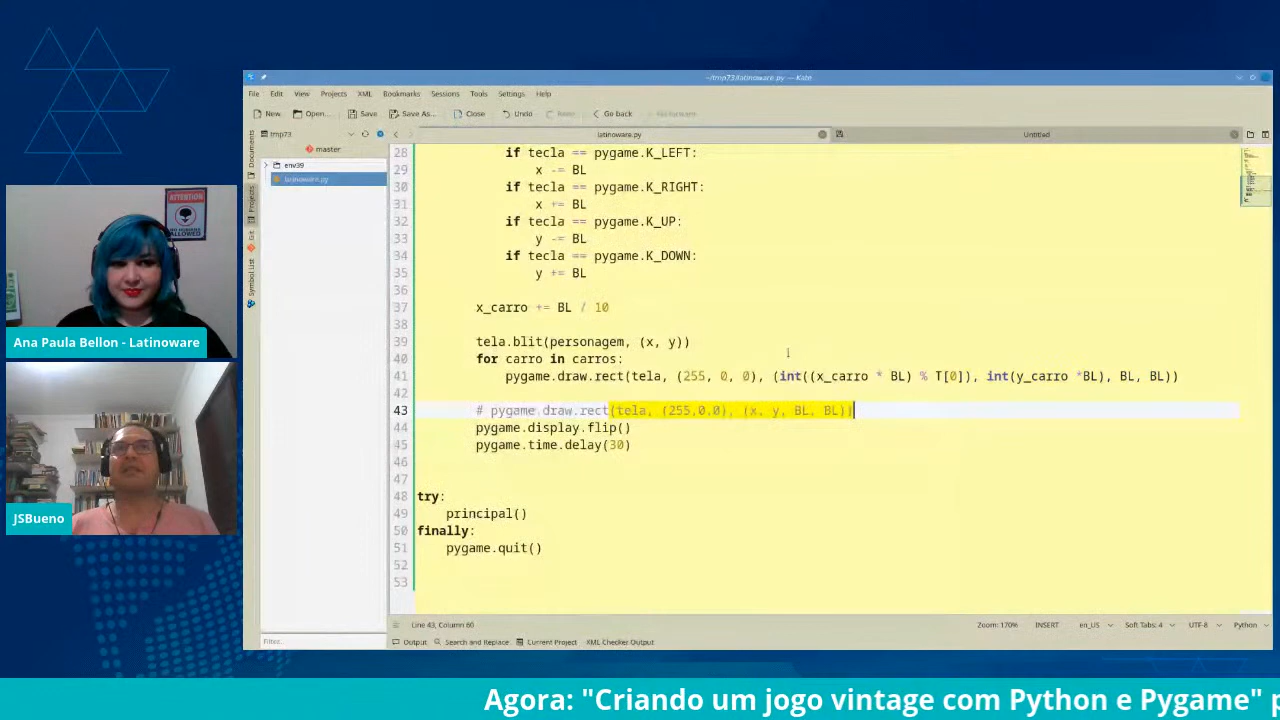 ~/tmp73/latinoware.py — Kate
File Edit View Projects XML Bookmarks Sessions Tools Settings Help
New Open... Save Save As... Close Undo Go back
tmp73
latinoware.py Untitled
master
env39
latinoware.py
Documents
Projects
Git
Symbol List
28 if tecla == pygame.K_LEFT:
29 x -= BL
30 if tecla == pygame.K_RIGHT:
31 x += BL
32 if tecla == pygame.K_UP:
33 y -= BL
34 if tecla == pygame.K_DOWN:
35 y += BL
36
37 x_carro += BL / 10
38
39 tela.blit(personagem, (x, y))
40 for carro in carros:
41 pygame.draw.rect(tela, (255, 0, 0), (int((x_carro * BL) % T[0]), int(y_carro *BL), BL, BL))
42
43 # pygame.draw.rect(tela, (255,0,0), (x, y, BL, BL))
44 pygame.display.flip()
45 pygame.time.delay(30)
46
47
48 try:
49 principal()
50 finally:
51 pygame.quit()
52
53
Line 43, Column 60 Zoom: 170% INSERT en_US Soft Tabs: 4 UTF-8 Python
Filter...
Output Search and Replace Current Project XML Checker Output
ATTENTION
ALLOWED
Ana Paula Bellon - Latinoware
JSBueno
Agora: "Criando um jogo vintage com Python e Pygame" p